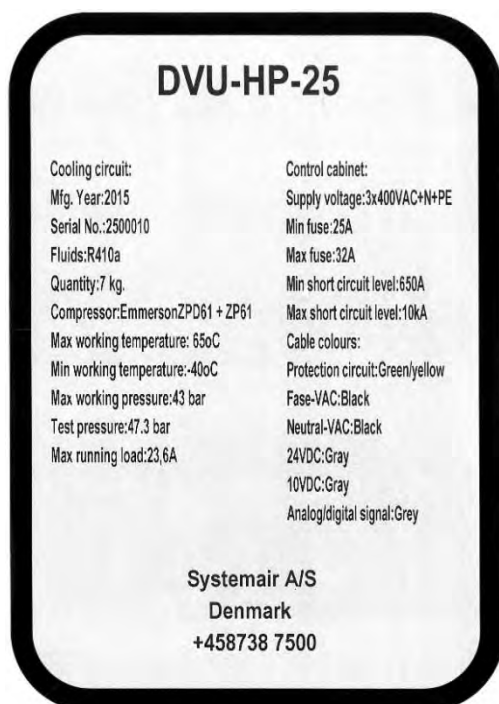 DVU-HP-25
Cooling circuit:
Mfg. Year:2015
Serial No.:2500010
Fluids:R410a
Quantity:7 kg.
Compressor:EmmersonZPD61 + ZP61
Max working temperature: 65oC
Min working temperature:-40oC
Max working pressure:43 bar
Test pressure:47.3 bar
Max running load:23,6A
Control cabinet:
Supply voltage:3x400VAC+N+PE
Min fuse:25A
Max fuse:32A
Min short circuit level:650A
Max short circuit level:10kA
Cable colours:
Protection circuit:Green/yellow
Fase-VAC:Black
Neutral-VAC:Black
24VDC:Gray
10VDC:Gray
Analog/digital signal:Grey
Systemair A/S
Denmark
+458738 7500